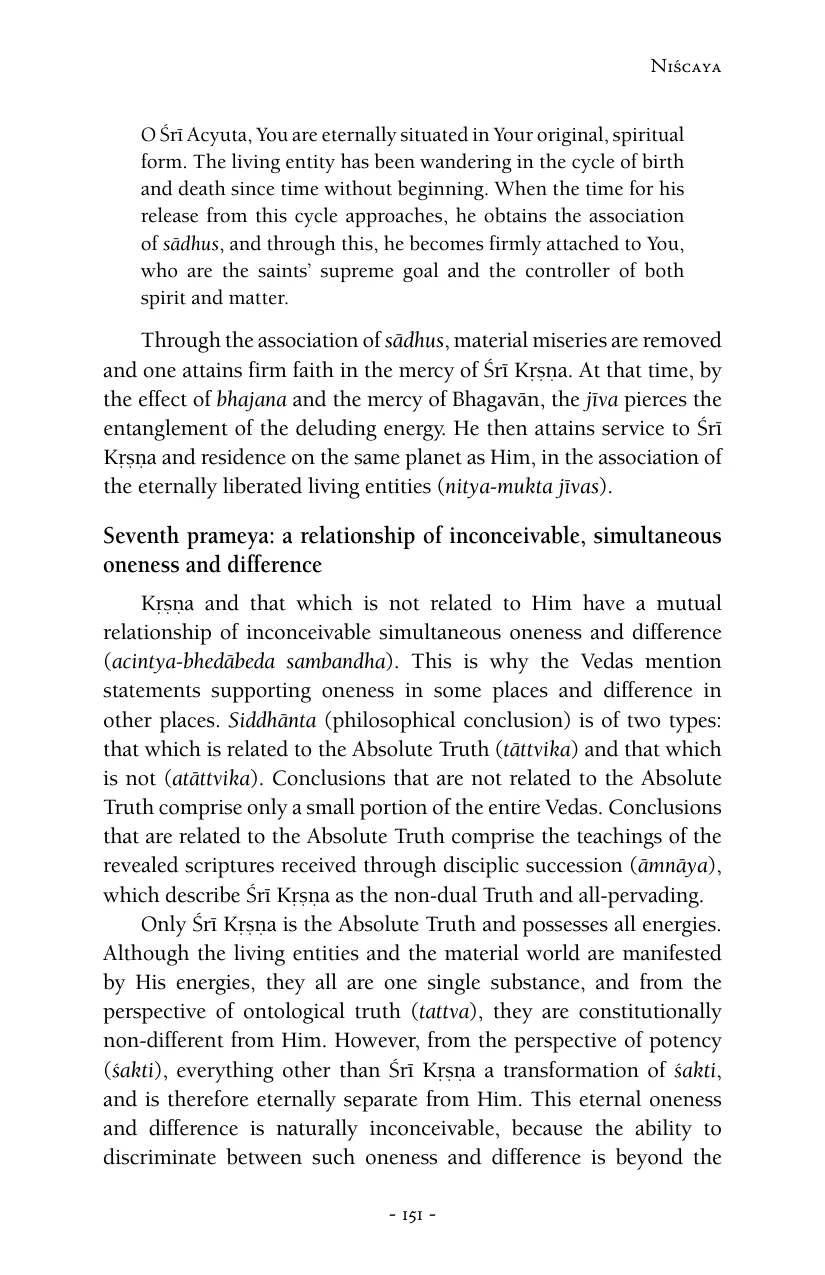 Niścaya
O Śrī Acyuta, You are eternally situated in Your original, spiritual
form. The living entity has been wandering in the cycle of birth
and death since time without beginning. When the time for his
release from this cycle approaches, he obtains the association
of sādhus, and through this, he becomes firmly attached to You,
who are the saints’ supreme goal and the controller of both
spirit and matter.
Through the association of sādhus, material miseries are removed
and one attains firm faith in the mercy of Śrī Kṛṣṇa. At that time, by
the effect of bhajana and the mercy of Bhagavān, the jīva pierces the
entanglement of the deluding energy. He then attains service to Śrī
Kṛṣṇa and residence on the same planet as Him, in the association of
the eternally liberated living entities (nitya-mukta jīvas).
Seventh prameya: a relationship of inconceivable, simultaneous
oneness and difference
Kṛṣṇa and that which is not related to Him have a mutual
relationship of inconceivable simultaneous oneness and difference
(acintya-bhedābeda sambandha). This is why the Vedas mention
statements supporting oneness in some places and difference in
other places. Siddhānta (philosophical conclusion) is of two types:
that which is related to the Absolute Truth (tāttvika) and that which
is not (atāttvika). Conclusions that are not related to the Absolute
Truth comprise only a small portion of the entire Vedas. Conclusions
that are related to the Absolute Truth comprise the teachings of the
revealed scriptures received through disciplic succession (āmnāya),
which describe Śrī Kṛṣṇa as the non-dual Truth and all-pervading.
Only Śrī Kṛṣṇa is the Absolute Truth and possesses all energies.
Although the living entities and the material world are manifested
by His energies, they all are one single substance, and from the
perspective of ontological truth (tattva), they are constitutionally
non-different from Him. However, from the perspective of potency
(śakti), everything other than Śrī Kṛṣṇa a transformation of śakti,
and is therefore eternally separate from Him. This eternal oneness
and difference is naturally inconceivable, because the ability to
discriminate between such oneness and difference is beyond the
- 151 -